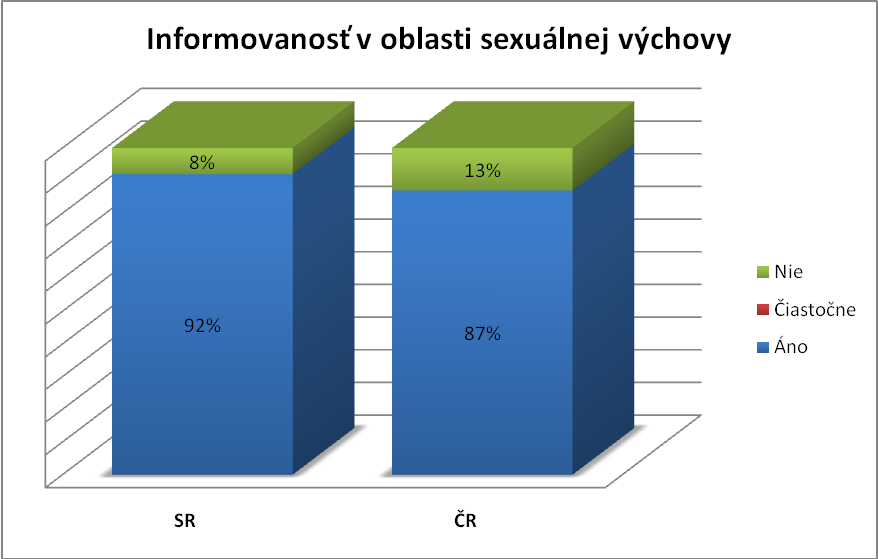 Informovanosť v oblasti sexuálnej výchovy
8%
13%
92%
87%
Nie
Čiastočne
Áno
SR
ČR